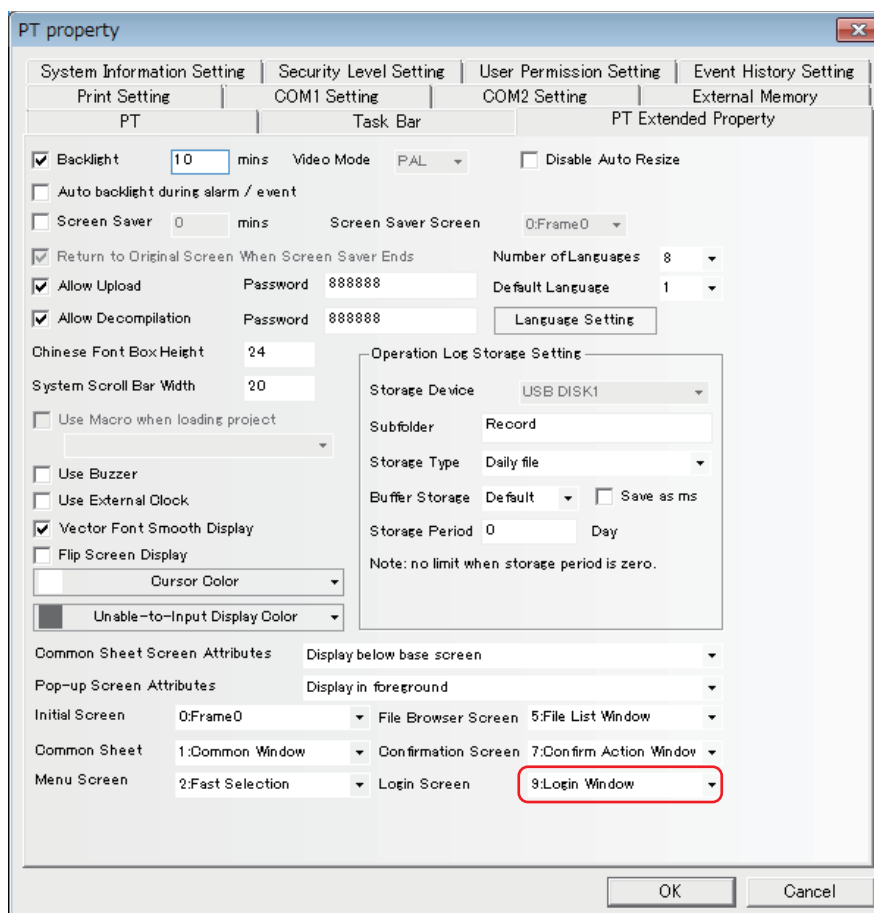 PT property
System Information Setting Security Level Setting User Permission Setting Event History Setting
Print Setting COM1 Setting COM2 Setting External Memory
PT Task Bar PT Extended Property
Backlight 10 mins Video Mode PAL Disable Auto Resize
Auto backlight during alarm / event
Screen Saver 0 mins Screen Saver Screen 0:Frame0
Return to Original Screen When Screen Saver Ends Number of Languages 8
Allow Upload Password 888888 Default Language 1
Allow Decompilation Password 888888 Language Setting
Chinese Font Box Height 24 Operation Log Storage Setting
System Scroll Bar Width 20 Storage Device USB DISK1
Use Macro when loading project Subfolder Record
Storage Type Daily file
Use Buzzer
Use External Clock Buffer Storage Default Save as ms
Vector Font Smooth Display Storage Period 0 Day
Flip Screen Display Note: no limit when storage period is zero.
Cursor Color
Unable-to-Input Display Color
Common Sheet Screen Attributes Display below base screen
Pop-up Screen Attributes Display in foreground
Initial Screen 0:Frame0 File Browser Screen 5:File List Window
Common Sheet 1:Common Window Confirmation Screen 7:Confirm Action Window
Menu Screen 2:Fast Selection Login Screen 9:Login Window
OK Cancel